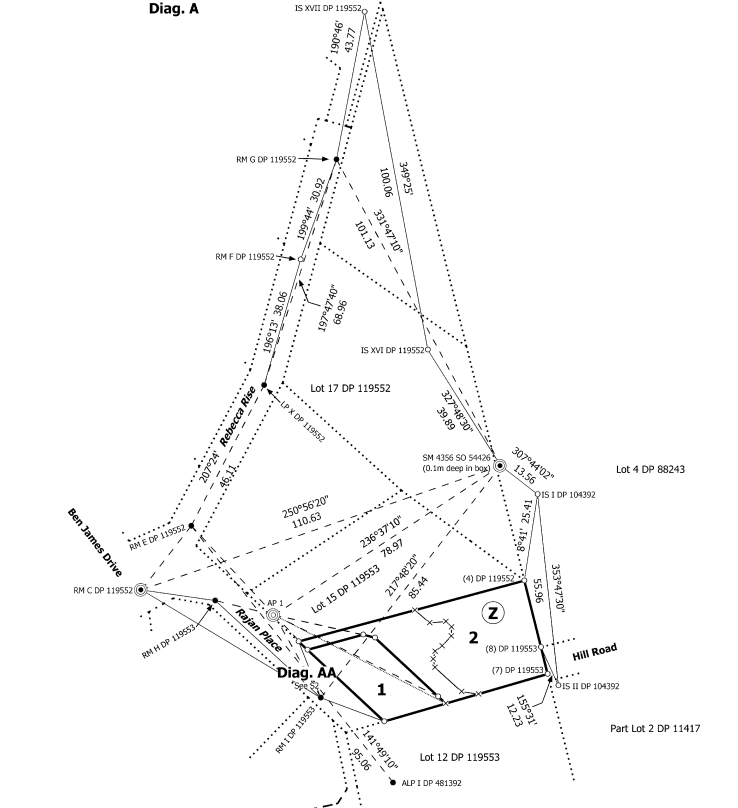 Diag. A
IS XVII DP 119552
190°46'
43.77
RM G DP 119552
349°25'
100.06
199°44' 30.92
331°47'10"
101.13
RM F DP 119552
197°47'40"
68.96
196°13' 38.06
IS XVI DP 119552
Lot 17 DP 119552
LP X DP 119552
Rebecca Rise
327°48'30"
39.89
207°24'
46.11
SM 4356 SO 54426
(0.1m deep in box)
307°44'02"
13.56
Lot 4 DP 88243
IS I DP 104392
250°56'20"
110.63
8°41' 25.41
Ben James Drive
RM E DP 119552
236°37'10"
78.97
217°48'20"
85.44
353°47'30"
55.96
RM C DP 119552
(4) DP 119552
AP 1
Lot 15 DP 119553
RM H DP 119553
Rajan Place
Z
2
(8) DP 119553
Hill Road
Diag. AA
See S2
1
(7) DP 119553
IS II DP 104392
155°31'
12.23
RM I DP 119553
141°49'10"
95.06
Part Lot 2 DP 11417
Lot 12 DP 119553
ALP I DP 481392